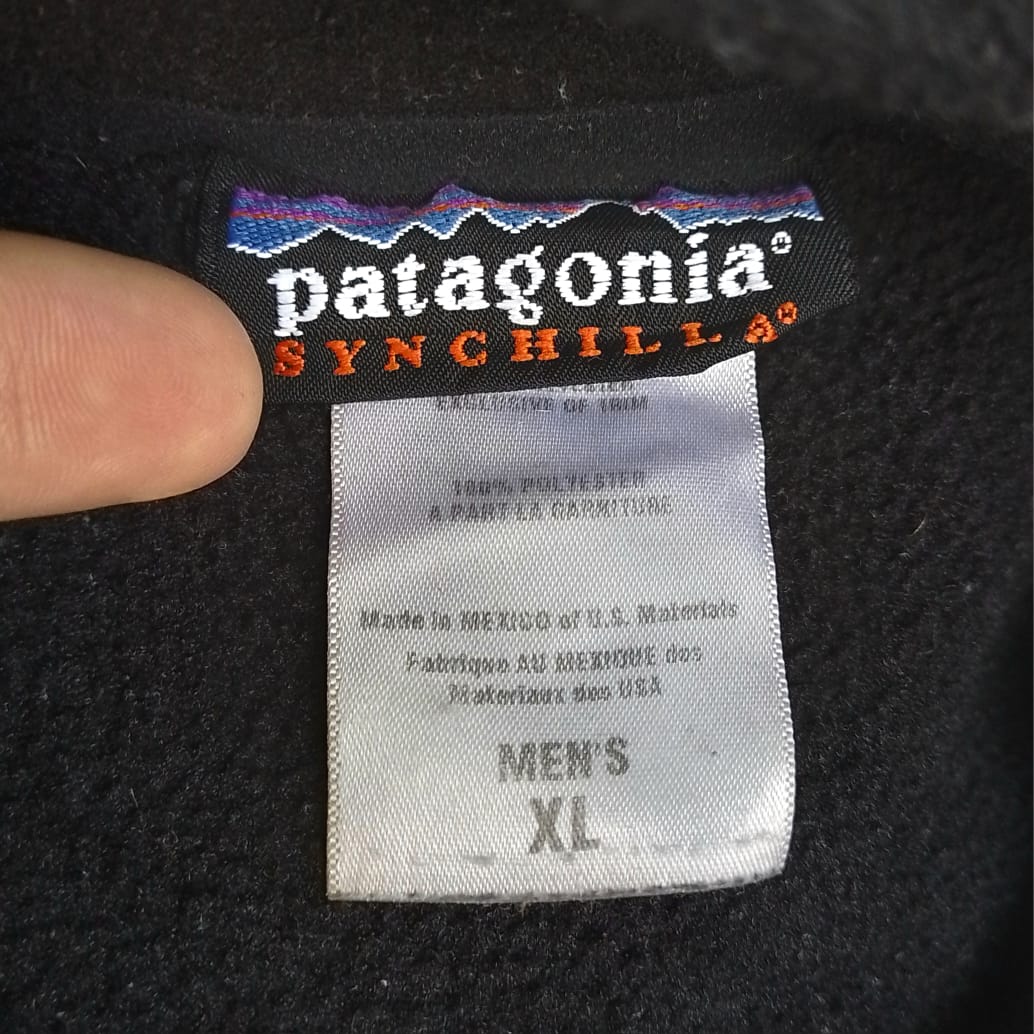 patagonia®
SYNCHILLA®
EXCLUSIVE OF TRIM
100% POLYESTER
A PART LA GARNITURE
Made in MEXICO of U.S. Materials
Fabrique AU MEXIQUE des
Materiaux des USA
MEN'S
XL